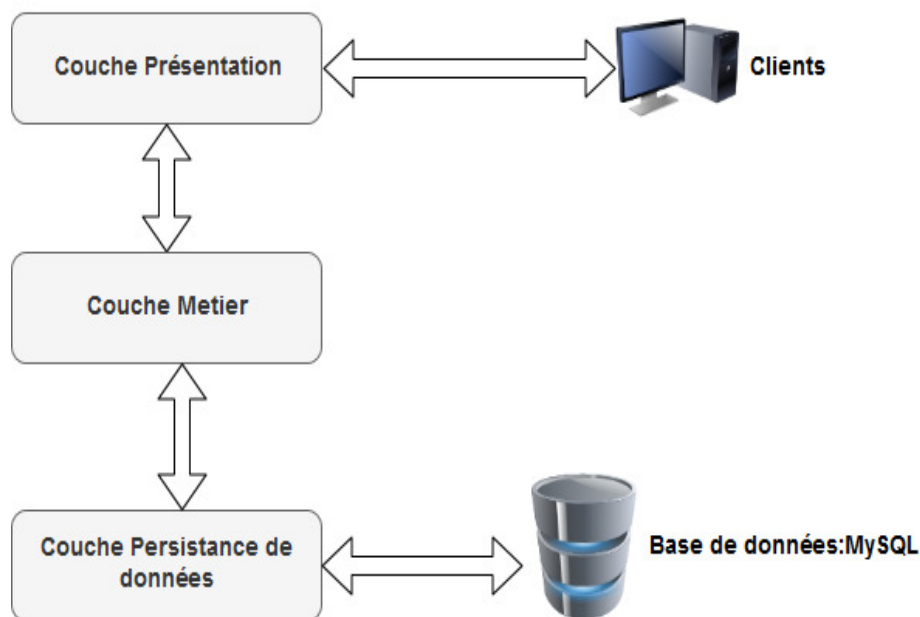 Couche Présentation
Clients
Couche Metier
Couche Persistance de
données
Base de données:MySQL